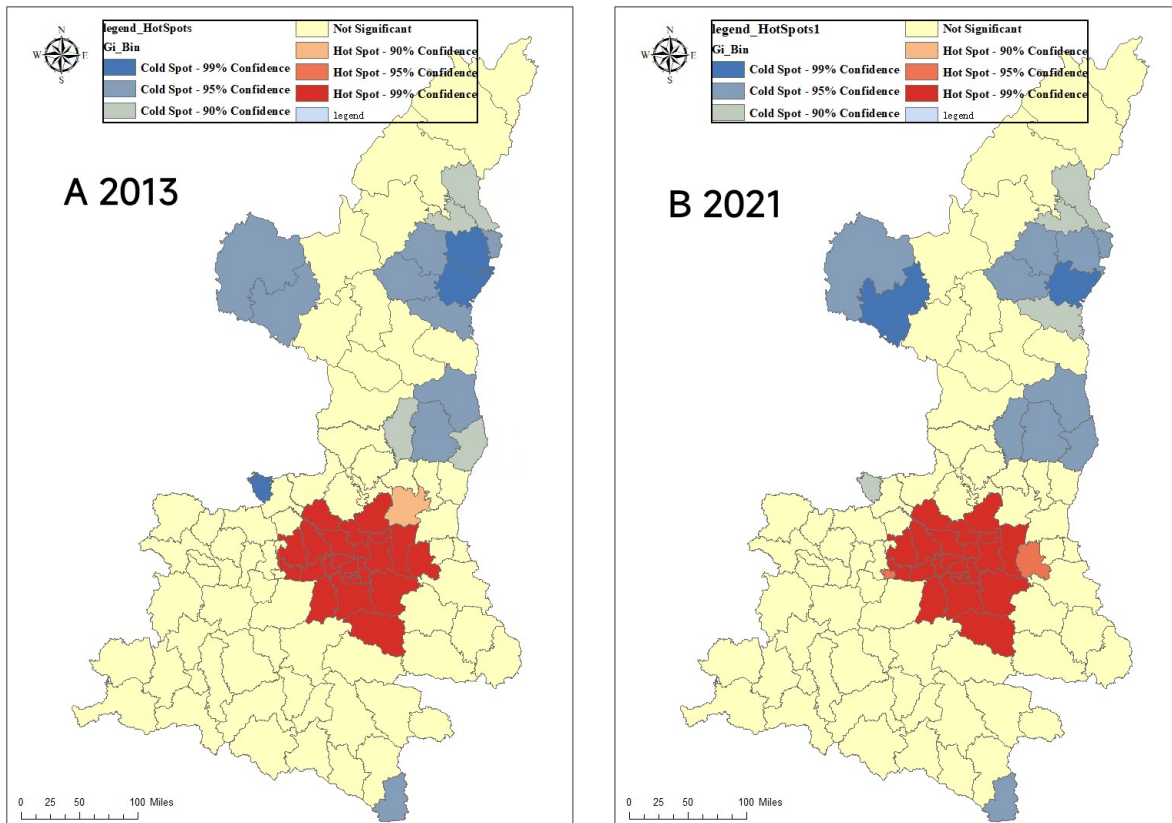 N
W E
S
legend_HotSpots
Gi_Bin
Cold Spot - 99% Confidence
Cold Spot - 95% Confidence
Cold Spot - 90% Confidence
Not Significant
Hot Spot - 90% Confidence
Hot Spot - 95% Confidence
Hot Spot - 99% Confidence
legend
A 2013
0 25 50 100 Miles
N
W E
S
legend_HotSpots1
Gi_Bin
Cold Spot - 99% Confidence
Cold Spot - 95% Confidence
Cold Spot - 90% Confidence
Not Significant
Hot Spot - 90% Confidence
Hot Spot - 95% Confidence
Hot Spot - 99% Confidence
legend
B 2021
0 25 50 100 Miles